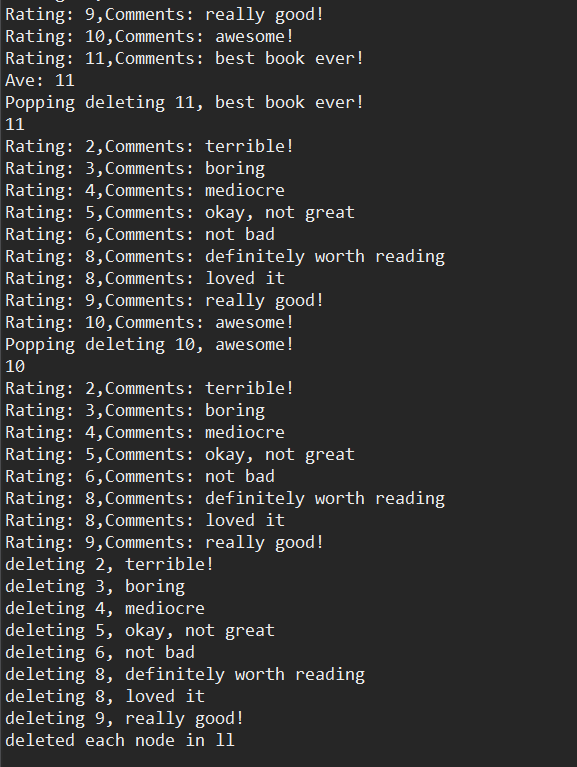 Rating: 9,Comments: really good!
Rating: 10,Comments: awesome!
Rating: 11,Comments: best book ever!
Ave: 11
Popping deleting 11, best book ever!
11
Rating: 2,Comments: terrible!
Rating: 3,Comments: boring
Rating: 4,Comments: mediocre
Rating: 5,Comments: okay, not great
Rating: 6,Comments: not bad
Rating: 8,Comments: definitely worth reading
Rating: 8,Comments: loved it
Rating: 9,Comments: really good!
Rating: 10,Comments: awesome!
Popping deleting 10, awesome!
10
Rating: 2,Comments: terrible!
Rating: 3,Comments: boring
Rating: 4,Comments: mediocre
Rating: 5,Comments: okay, not great
Rating: 6,Comments: not bad
Rating: 8,Comments: definitely worth reading
Rating: 8,Comments: loved it
Rating: 9,Comments: really good!
deleting 2, terrible!
deleting 3, boring
deleting 4, mediocre
deleting 5, okay, not great
deleting 6, not bad
deleting 8, definitely worth reading
deleting 8, loved it
deleting 9, really good!
deleted each node in ll